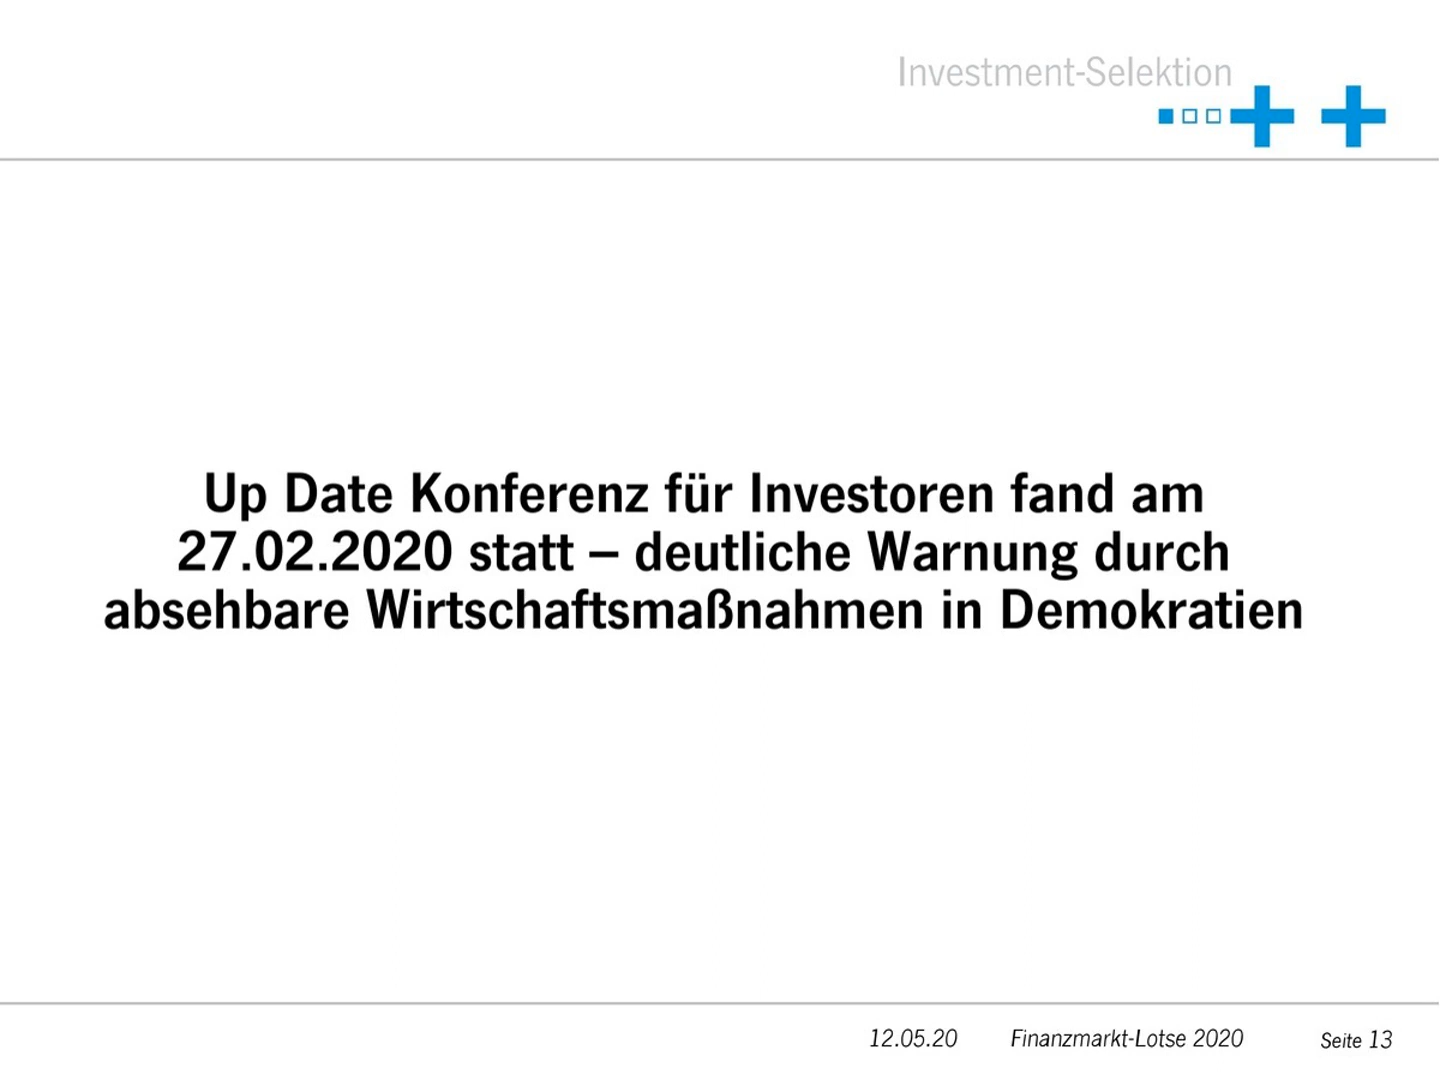 Investment-Selektion
Up Date Konferenz für Investoren fand am
27.02.2020 statt – deutliche Warnung durch
absehbare Wirtschaftsmaßnahmen in Demokratien
12.05.20 Finanzmarkt-Lotse 2020 Seite 13